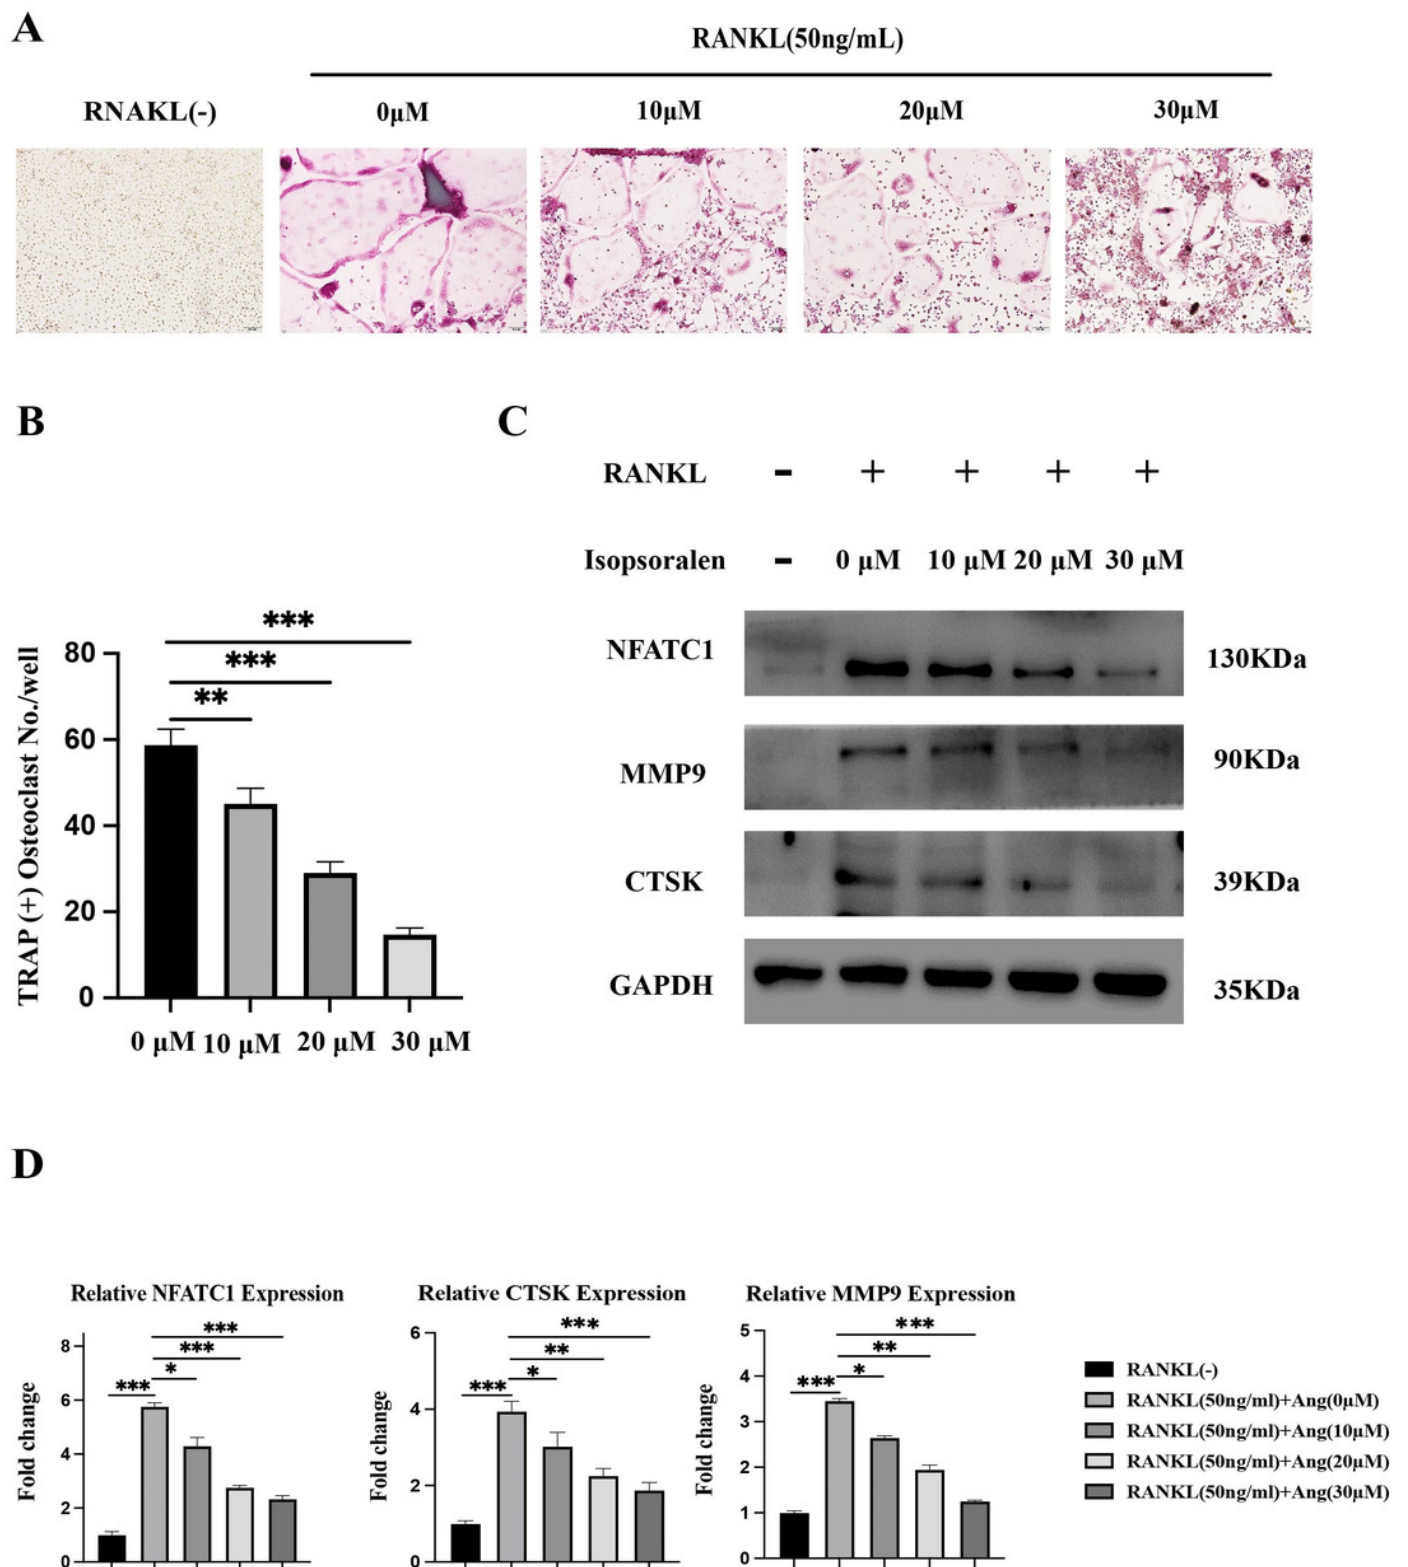 A
RANKL(50ng/mL)
RNAKL(-) 0μM 10μM 20μM 30μM
B
TRAP (+) Osteoclast No./well
80
60
40
20
0
***
***
**
0 μM 10 μM 20 μM 30 μM
C
RANKL - + + + +
Isopsoralen - 0 μM 10 μM 20 μM 30 μM
NFATC1 130KDa
MMP9 90KDa
CTSK 39KDa
GAPDH 35KDa
D
Relative NFATC1 Expression
Fold change
8
6
4
2
0
***
***
*
***
Relative CTSK Expression
Fold change
6
4
2
0
***
**
*
***
Relative MMP9 Expression
Fold change
5
4
3
2
1
0
***
**
*
***
RANKL(-)
RANKL(50ng/ml)+Ang(0μM)
RANKL(50ng/ml)+Ang(10μM)
RANKL(50ng/ml)+Ang(20μM)
RANKL(50ng/ml)+Ang(30μM)